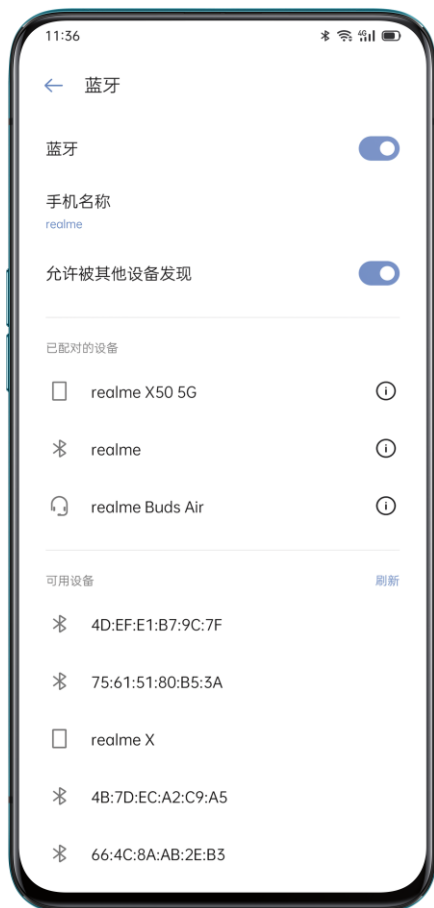 11:36
蓝牙
蓝牙
手机名称
realme
允许被其他设备发现
已配对的设备
realme X50 5G
realme
realme Buds Air
可用设备 刷新
4D:EF:E1:B7:9C:7F
75:61:51:80:B5:3A
realme X
4B:7D:EC:A2:C9:A5
66:4C:8A:AB:2E:B3